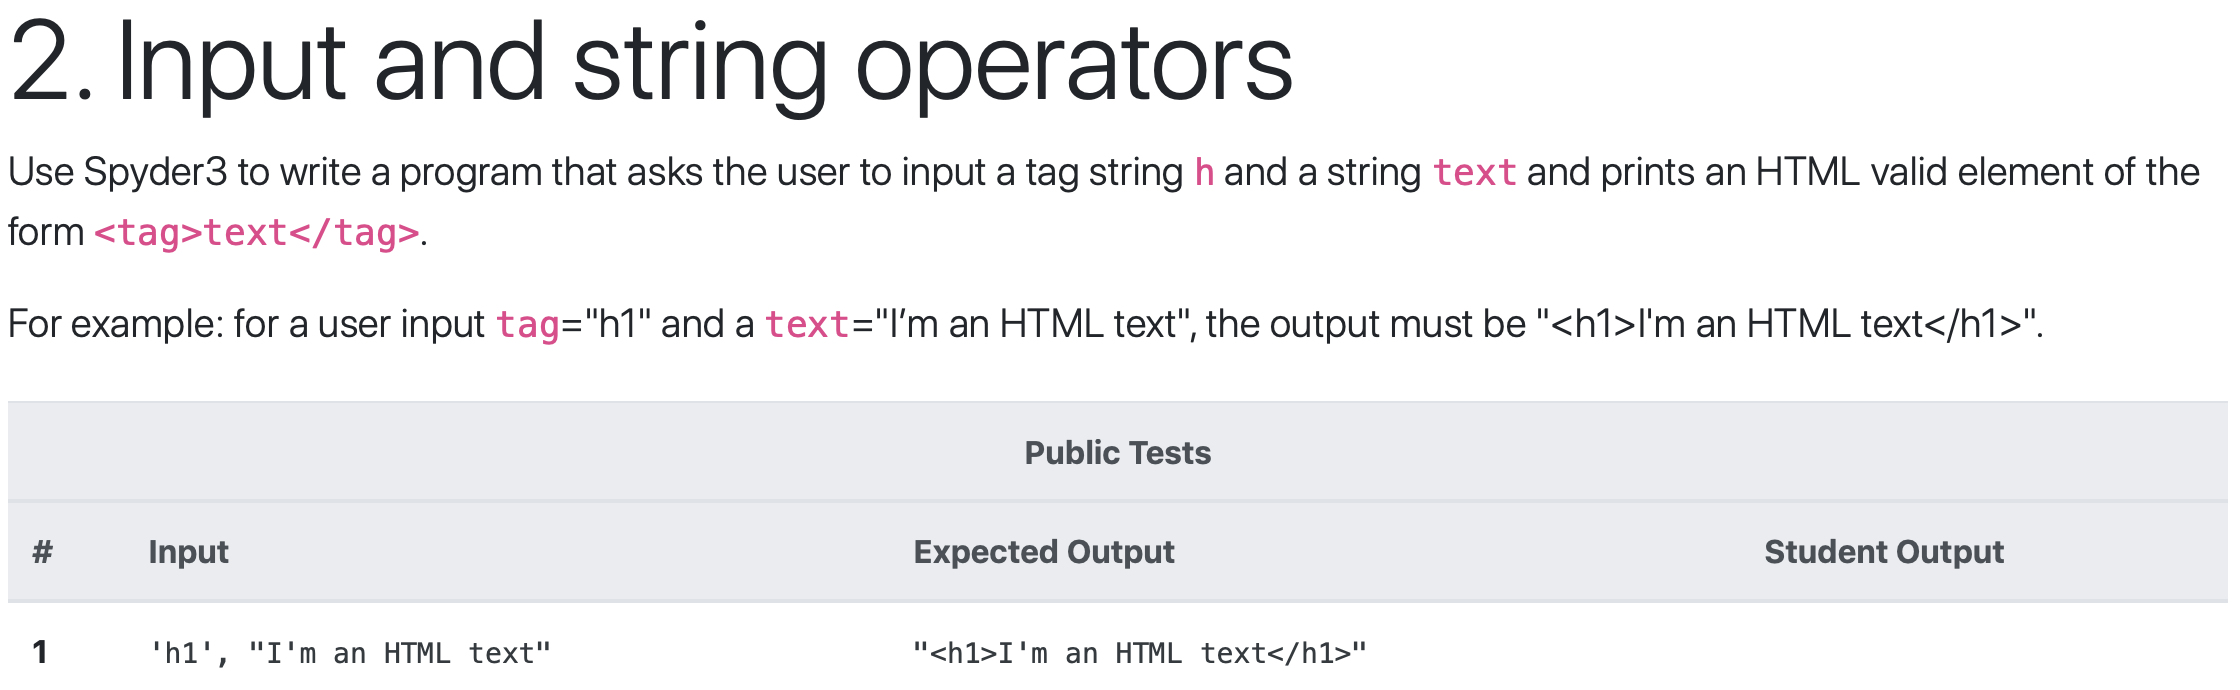 2. Input and string operators
Use Spyder3 to write a program that asks the user to input a tag string h and a string text and prints an HTML valid element of the
form <tag>text</tag>.
For example: for a user input tag="h1" and a text="I’m an HTML text", the output must be "<h1>I'm an HTML text</h1>".
Public Tests
# Input Expected Output Student Output
1 'h1', "I'm an HTML text" "<h1>I'm an HTML text</h1>"